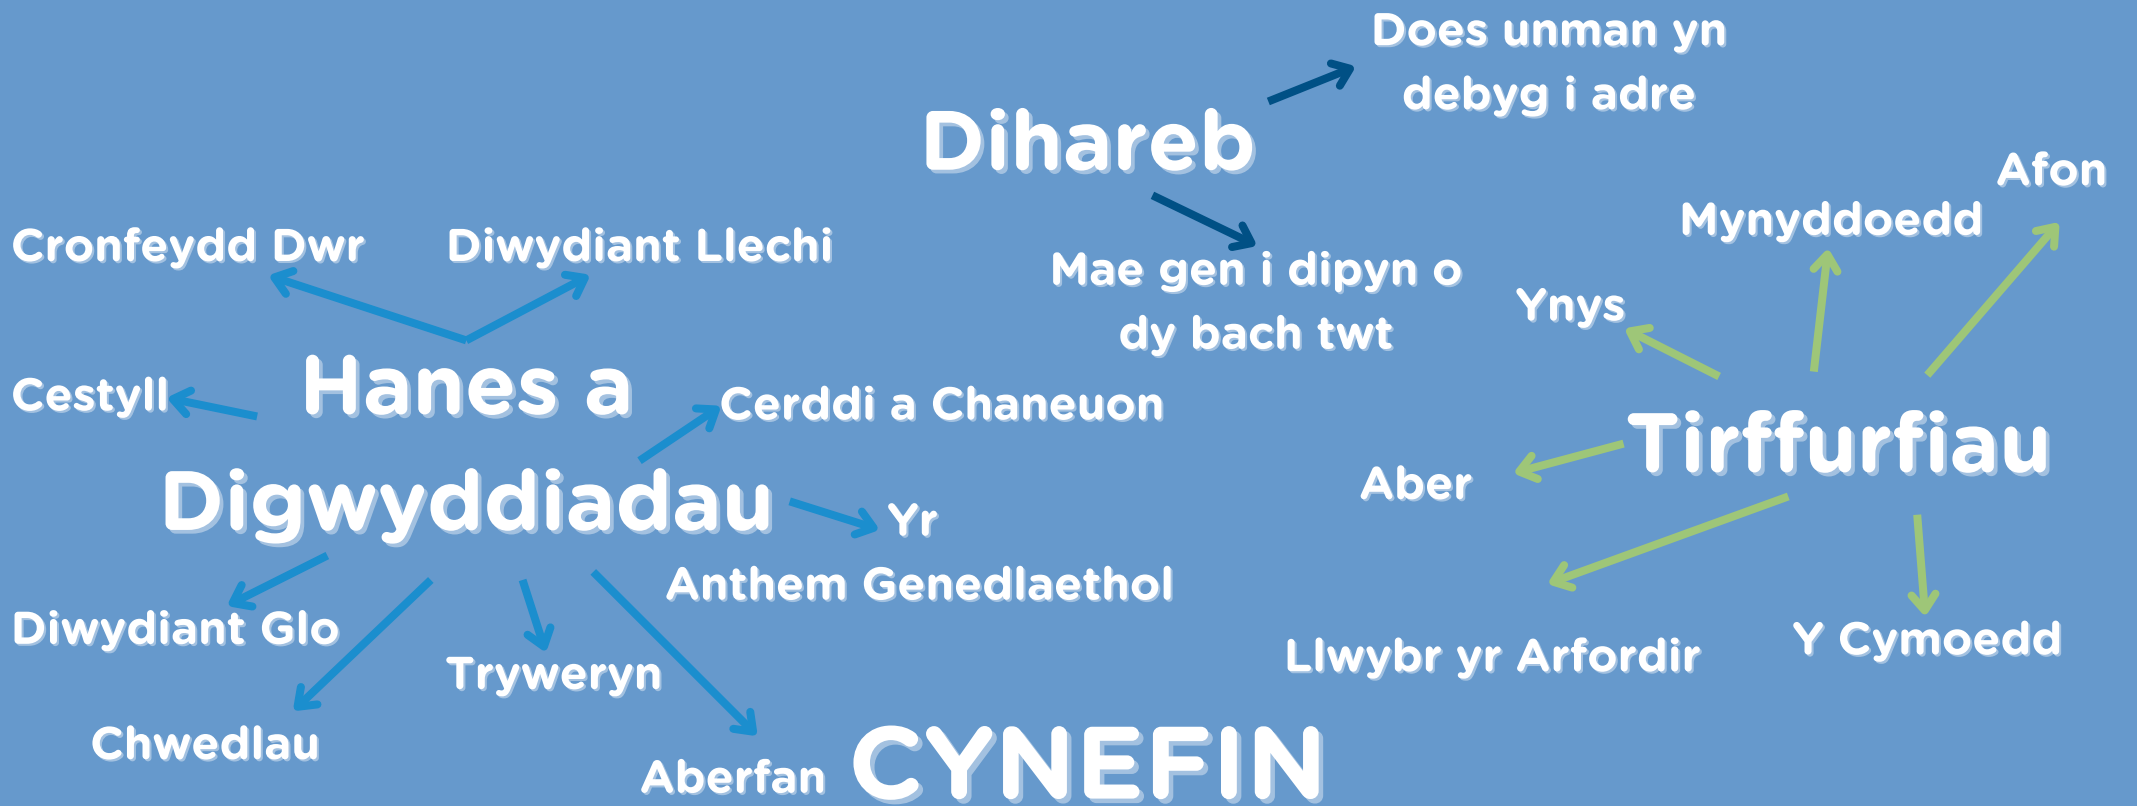 Does unman yn
debyg i adre
Dihareb
Mae gen i dipyn o
dy bach twt
Cronfeydd Dwr
Diwydiant Llechi
Cestyll
Hanes a
Digwyddiadau
Cerddi a Chaneuon
Yr
Anthem Genedlaethol
Diwydiant Glo
Chwedlau
Tryweryn
Aberfan
Afon
Mynyddoedd
Ynys
Tirffurfiau
Aber
Llwybr yr Arfordir
Y Cymoedd
CYNEFIN